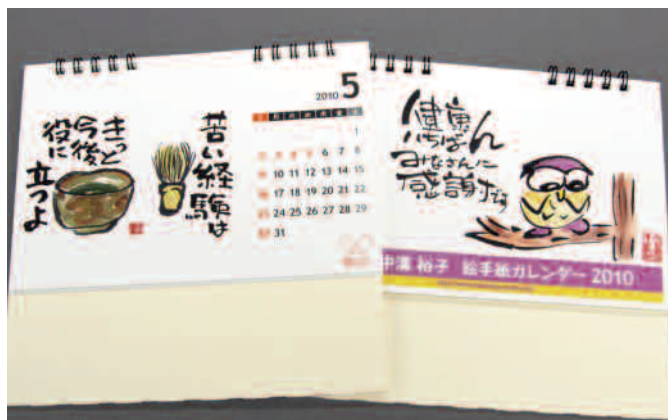 苦い経験は
きっと
今後
役に
立つよ
2010 5
1
6 7 8
10 11 12 13 14 15
17 18 19 20 21 22
24 25 26 27 28 29
31
健康
いちばん
みなさんに
感謝です
中溝 裕子 絵手紙カレンダー 2010